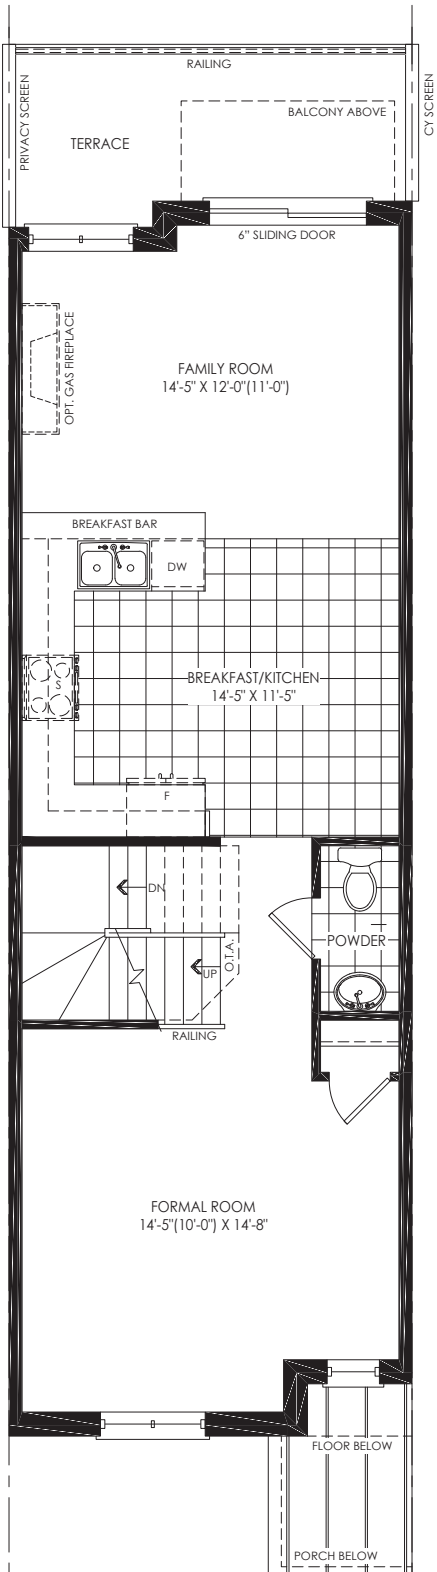 RAILING
PRIVACY SCREEN
CY SCREEN
BALCONY ABOVE
TERRACE
6" SLIDING DOOR
OPT. GAS FIREPLACE
FAMILY ROOM
14'-5" X 12'-0"(11'-0")
BREAKFAST BAR
DW
S
BREAKFAST/KITCHEN
14'-5" X 11'-5"
F
DN
UP
O.T.A.
POWDER
RAILING
FORMAL ROOM
14'-5"(10'-0") X 14'-8"
FLOOR BELOW
PORCH BELOW